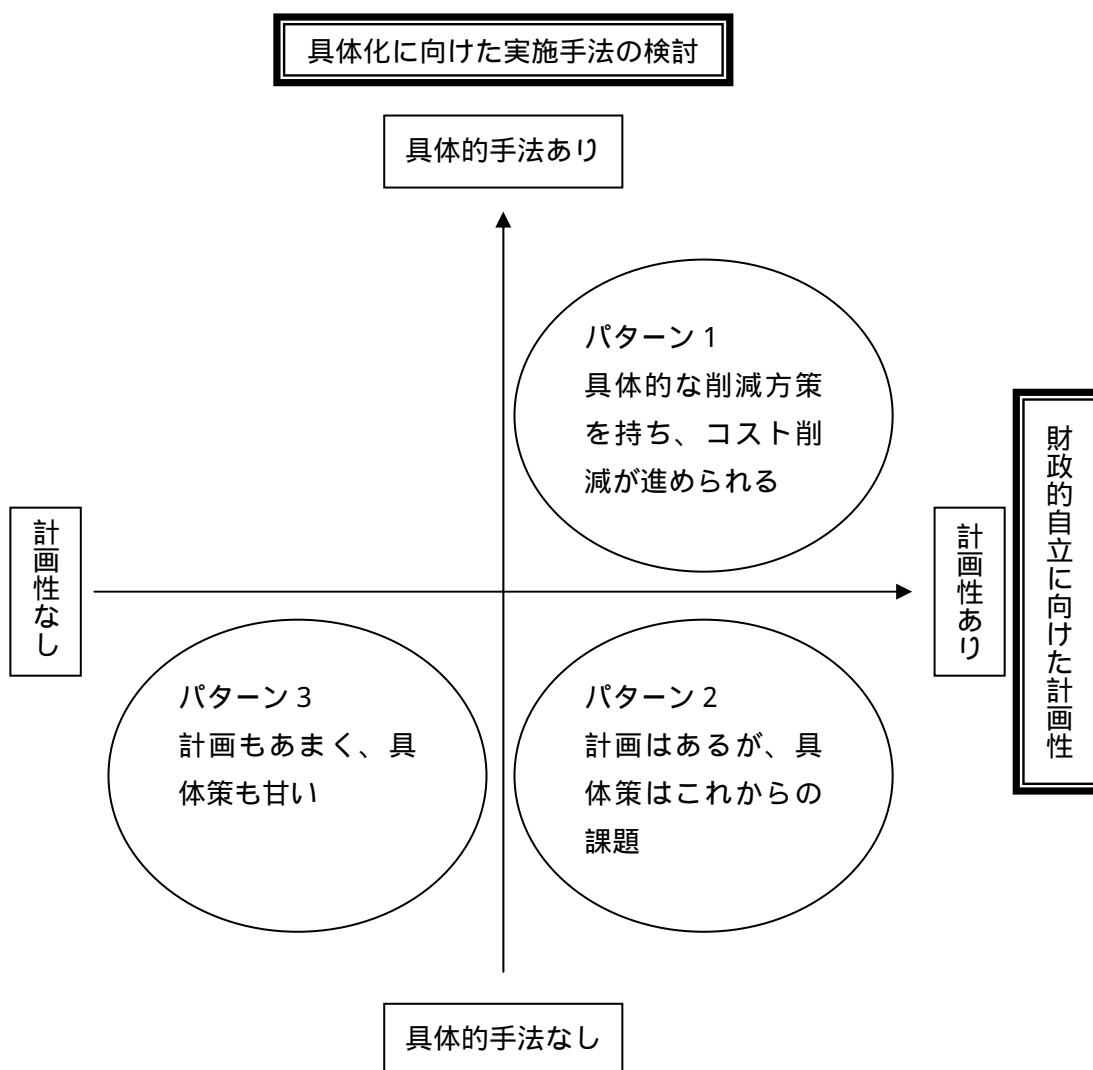 具体化に向けた実施手法の検討
具体的手法あり
パターン 1
具体的な削減方策
を持ち、コスト削
減が進められる
計画性なし
計画性あり
財政的自立に向けた計画性
パターン 3
計画もあまく、具
体策も甘い
パターン 2
計画はあるが、具
体策はこれからの
課題
具体的手法なし